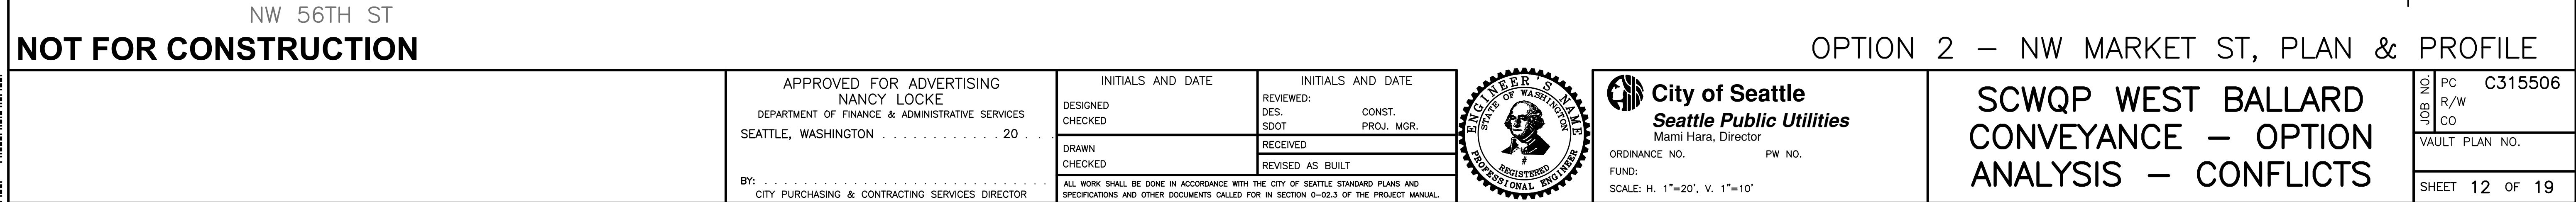 NW 56TH ST
NOT FOR CONSTRUCTION
OPTION 2 – NW MARKET ST, PLAN & PROFILE
APPROVED FOR ADVERTISING
NANCY LOCKE
DEPARTMENT OF FINANCE & ADMINISTRATIVE SERVICES
SEATTLE, WASHINGTON . . . . . . . . . . . . 20 . . .
BY: . . . . . . . . . . . . . . . . . . . . . . . . . . . . .
CITY PURCHASING & CONTRACTING SERVICES DIRECTOR
INITIALS AND DATE
DESIGNED
CHECKED
DRAWN
CHECKED
INITIALS AND DATE
REVIEWED:
DES. CONST.
SDOT PROJ. MGR.
RECEIVED
REVISED AS BUILT
ALL WORK SHALL BE DONE IN ACCORDANCE WITH THE CITY OF SEATTLE STANDARD PLANS AND
SPECIFICATIONS AND OTHER DOCUMENTS CALLED FOR IN SECTION 0-02.3 OF THE PROJECT MANUAL.
ENGINEER'S NAME
STATE OF WASHINGTON
#
REGISTERED
PROFESSIONAL ENGINEER
City of Seattle
Seattle Public Utilities
Mami Hara, Director
ORDINANCE NO. PW NO.
FUND:
SCALE: H. 1"=20', V. 1"=10'
SCWQP WEST BALLARD
CONVEYANCE – OPTION
ANALYSIS – CONFLICTS
JOB NO.
PC C315506
R/W
CO
VAULT PLAN NO.
SHEET 12 OF 19